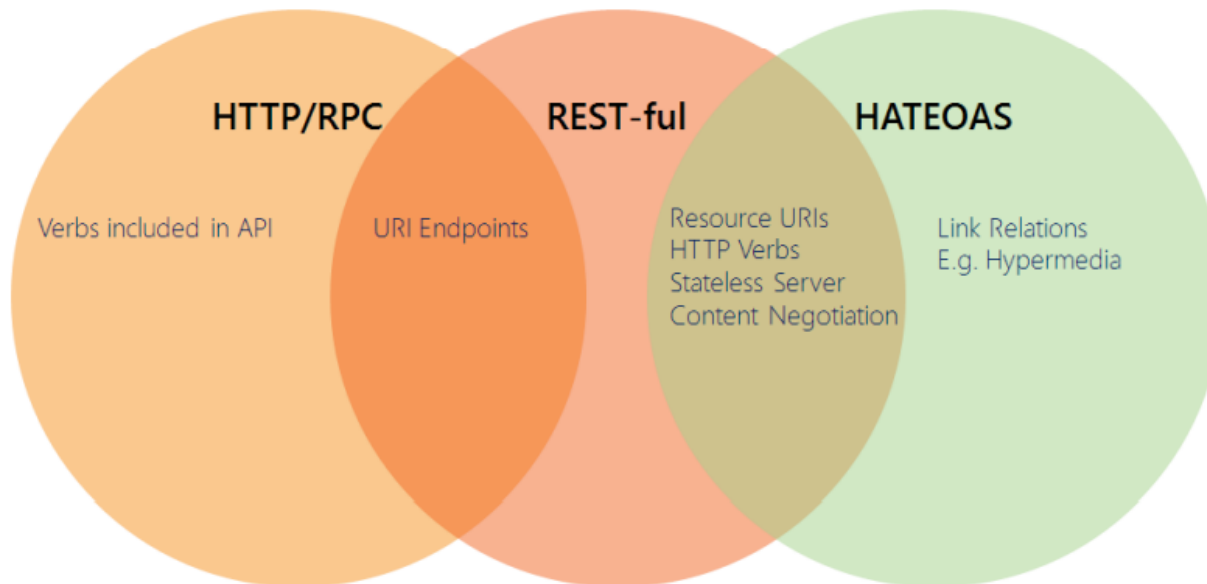 HTTP/RPC
REST-ful
HATEOAS
Verbs included in API
URI Endpoints
Resource URIs
HTTP Verbs
Stateless Server
Content Negotiation
Link Relations
E.g. Hypermedia